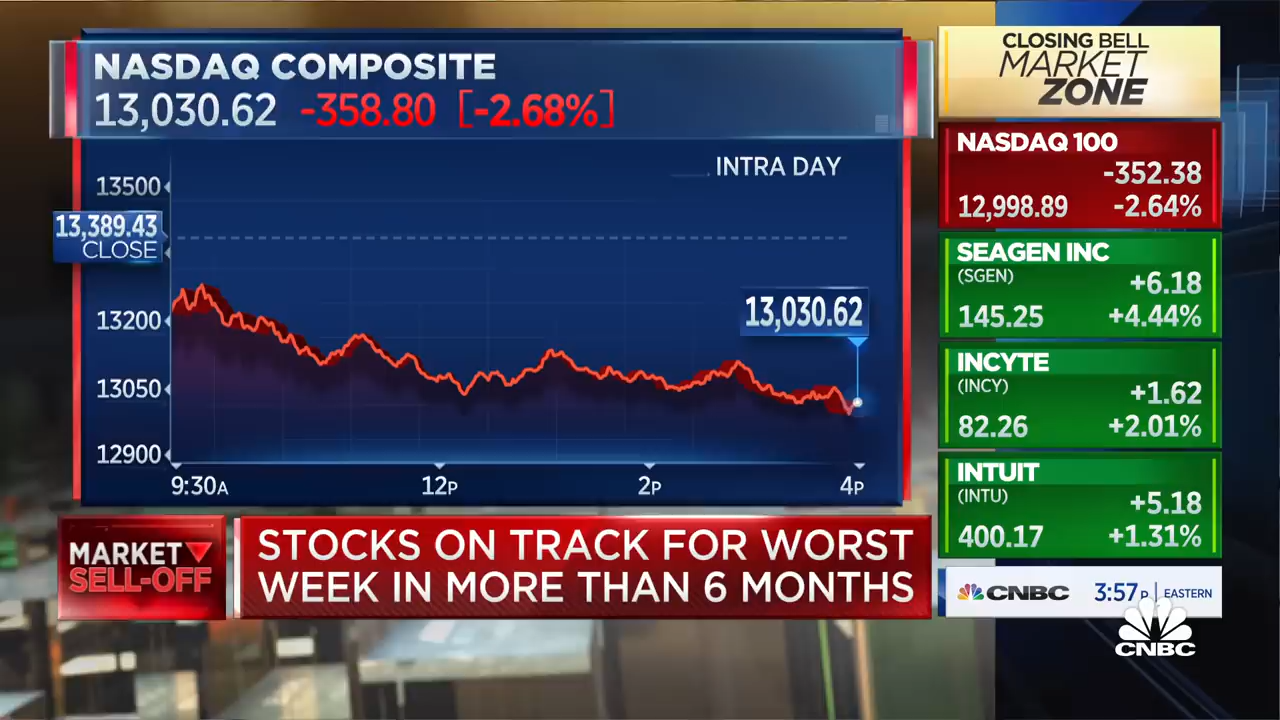 NASDAQ COMPOSITE
13,030.62 -358.80 [-2.68%]
INTRA DAY
13500
13,389.43
CLOSE
13200
13050
12900
13,030.62
9:30A 12P 2P 4P
MARKET
SELL-OFF
STOCKS ON TRACK FOR WORST
WEEK IN MORE THAN 6 MONTHS
CLOSING BELL
MARKET
ZONE
NASDAQ 100
-352.38
12,998.89 -2.64%
SEAGEN INC
(SGEN) +6.18
145.25 +4.44%
INCYTE
(INCY) +1.62
82.26 +2.01%
INTUIT
(INTU) +5.18
400.17 +1.31%
CNBC 3:57P EASTERN
CNBC